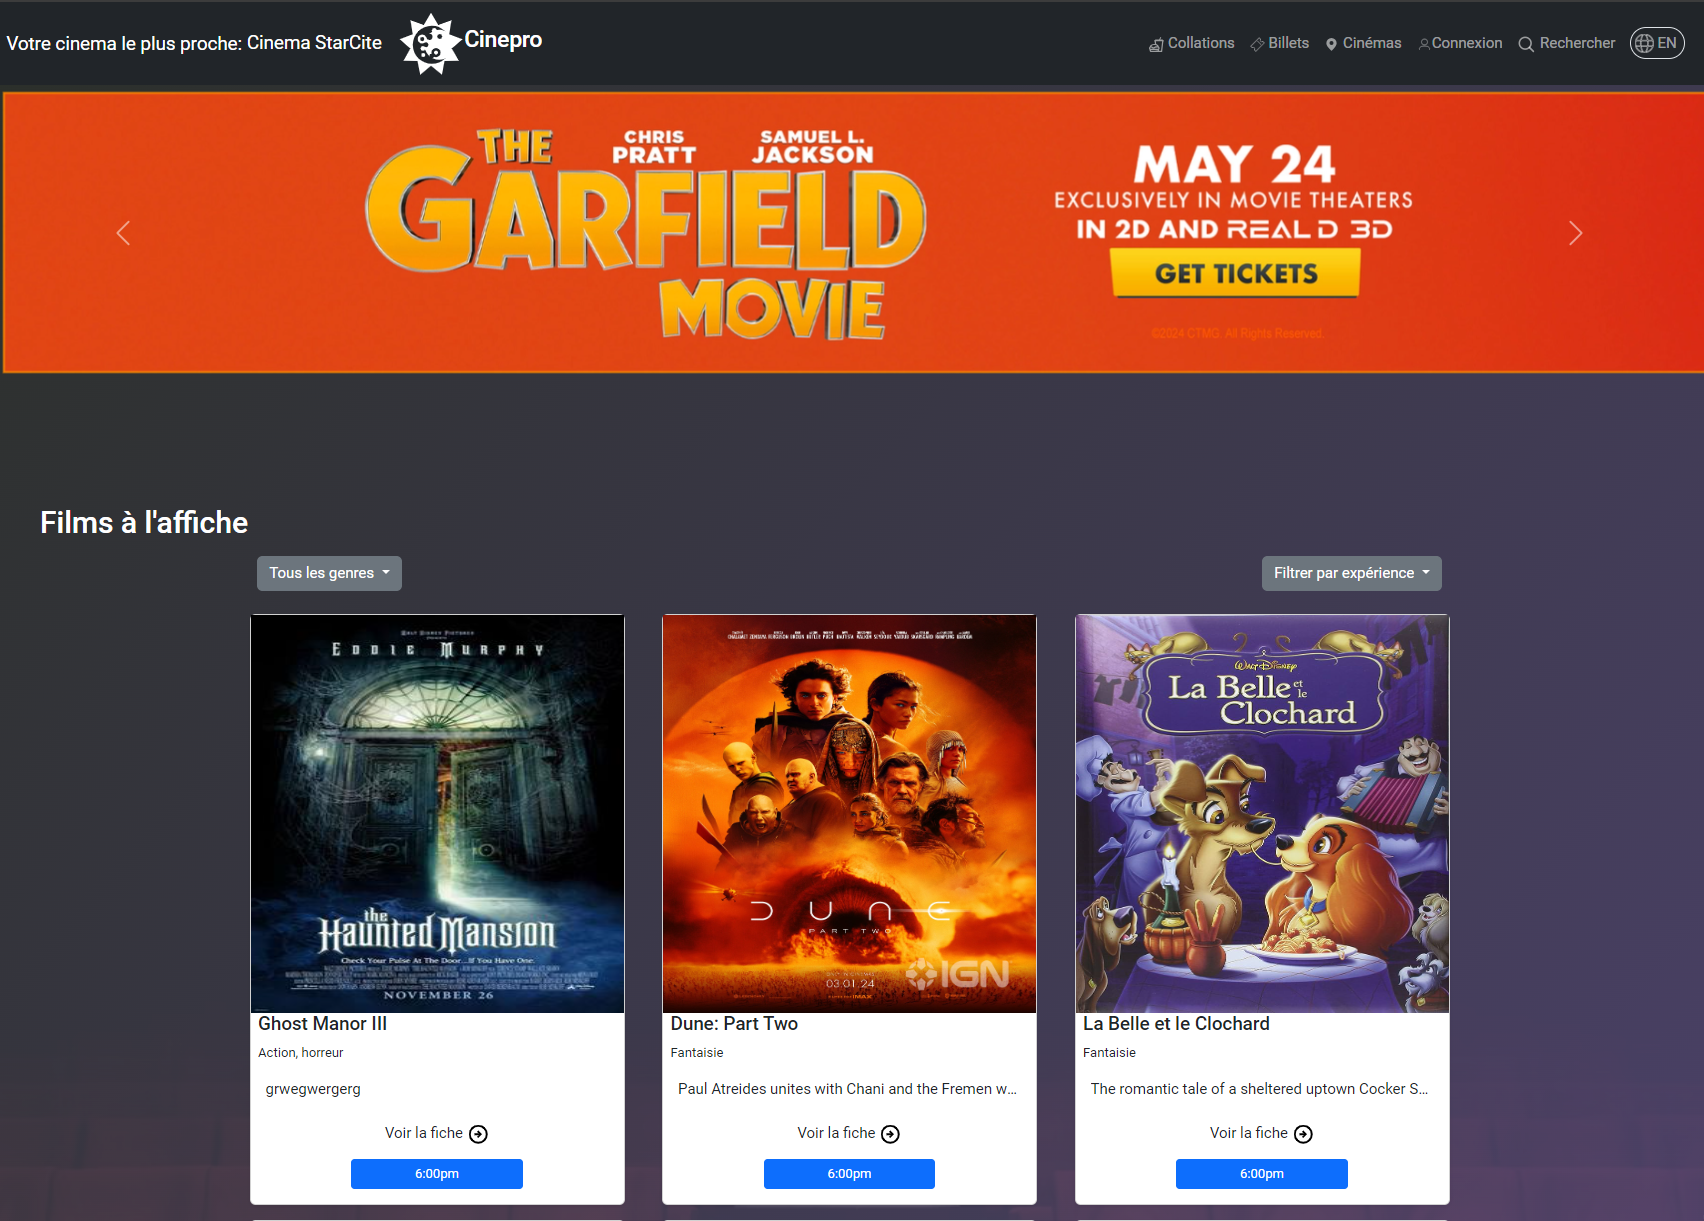 Votre cinema le plus proche: Cinema StarCite
Cinepro
Collations
Billets
Cinémas
Connexion
Rechercher
EN
THE
GARFIELD
MOVIE
CHRIS
PRATT
SAMUEL L.
JACKSON
MAY 24
EXCLUSIVELY IN MOVIE THEATERS
IN 2D AND REAL D 3D
GET TICKETS
©2024 CTMG. All Rights Reserved.
Films à l'affiche
Tous les genres
Filtrer par expérience
WALT DISNEY PICTURES
EDDIE MURPHY
the
Haunted Mansion
Check Your Pulse At The Door...If You Have One.
NOVEMBER 26
Ghost Manor III
Action, horreur
grwegwergerg
Voir la fiche
6:00pm
DUNE
PART TWO
03.01.24
IMAX
IGN
Dune: Part Two
Fantaisie
Paul Atreides unites with Chani and the Fremen w...
Voir la fiche
6:00pm
WALT DISNEY
La Belle et le
Clochard
La Belle et le Clochard
Fantaisie
The romantic tale of a sheltered uptown Cocker S...
Voir la fiche
6:00pm